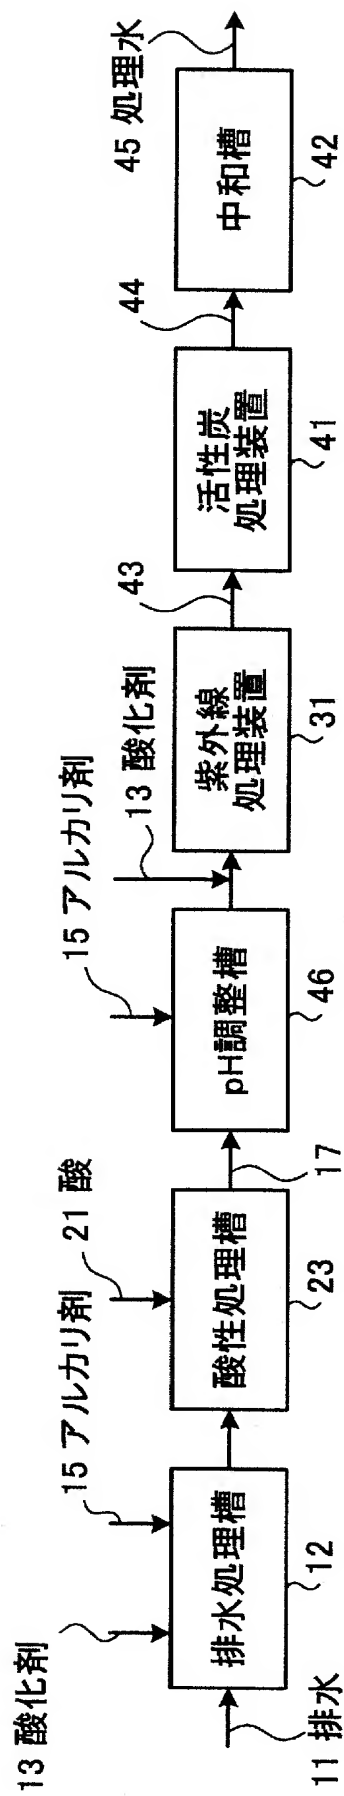 13 酸化剤
15 アルカリ剤
21 酸
15 アルカリ剤
13 酸化剤
43
44
45 処理水
排水処理槽
酸性処理槽
pH調整槽
紫外線
処理装置
活性炭
処理装置
中和槽
11 排水
12
23
17
46
31
41
42